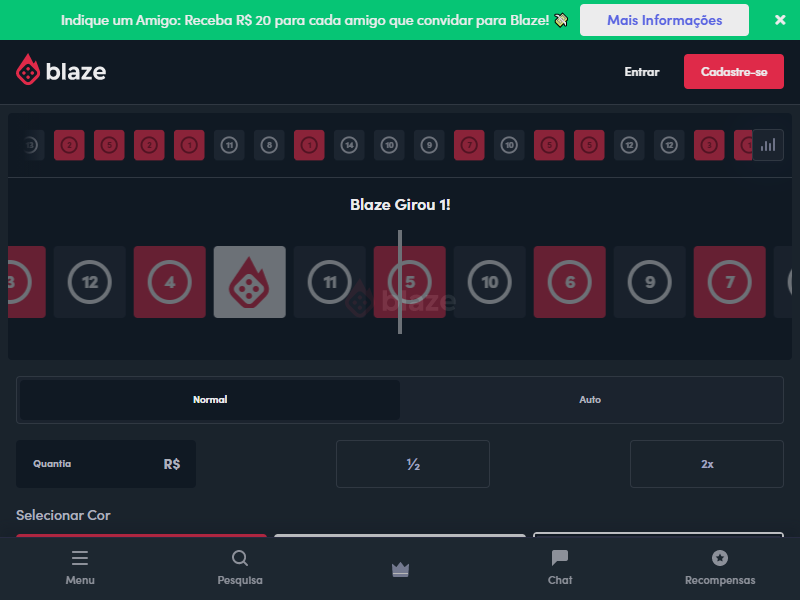 Indique um Amigo: Receba R$ 20 para cada amigo que convidar para Blaze! 💸
Mais Informações
blaze
Entrar
Cadastre-se
13 2 5 2 1 11 8 1 14 10 9 7 10 5 5 12 12 3
Blaze Girou 1!
3 12 4 11 5 10 6 9 7
blaze
Normal
Auto
Quantia
R$
½
2x
Selecionar Cor
Menu
Pesquisa
Chat
Recompensas